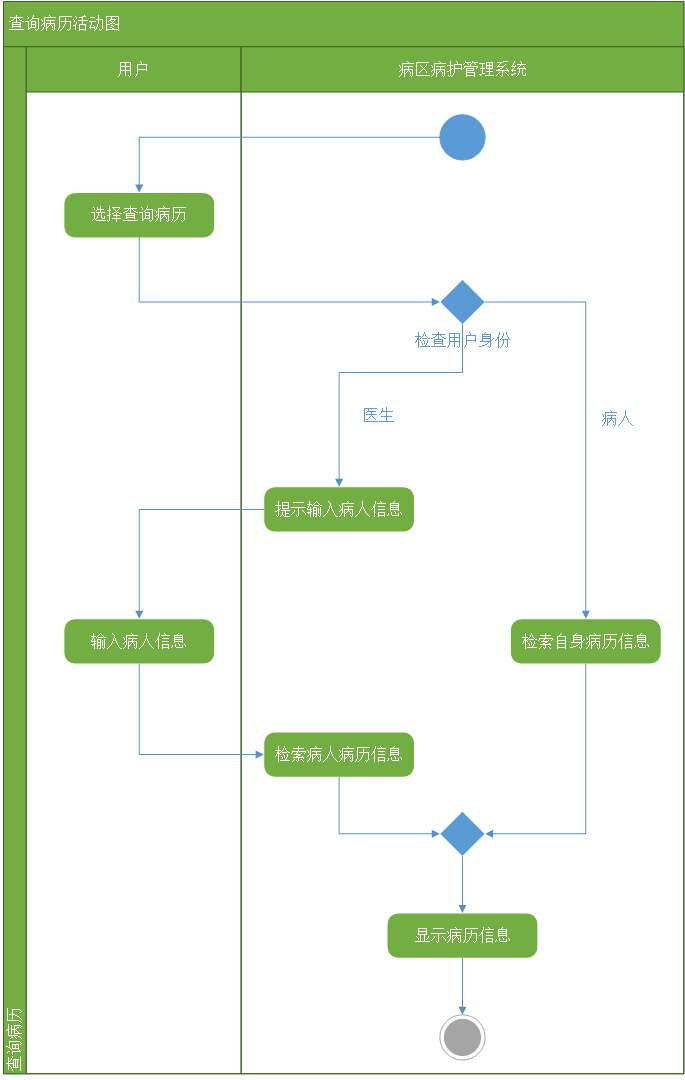 查询病历活动图
用户
病区病护管理系统
选择查询病历
检查用户身份
医生
病人
提示输入病人信息
输入病人信息
检索自身病历信息
检索病人病历信息
显示病历信息
查询病历